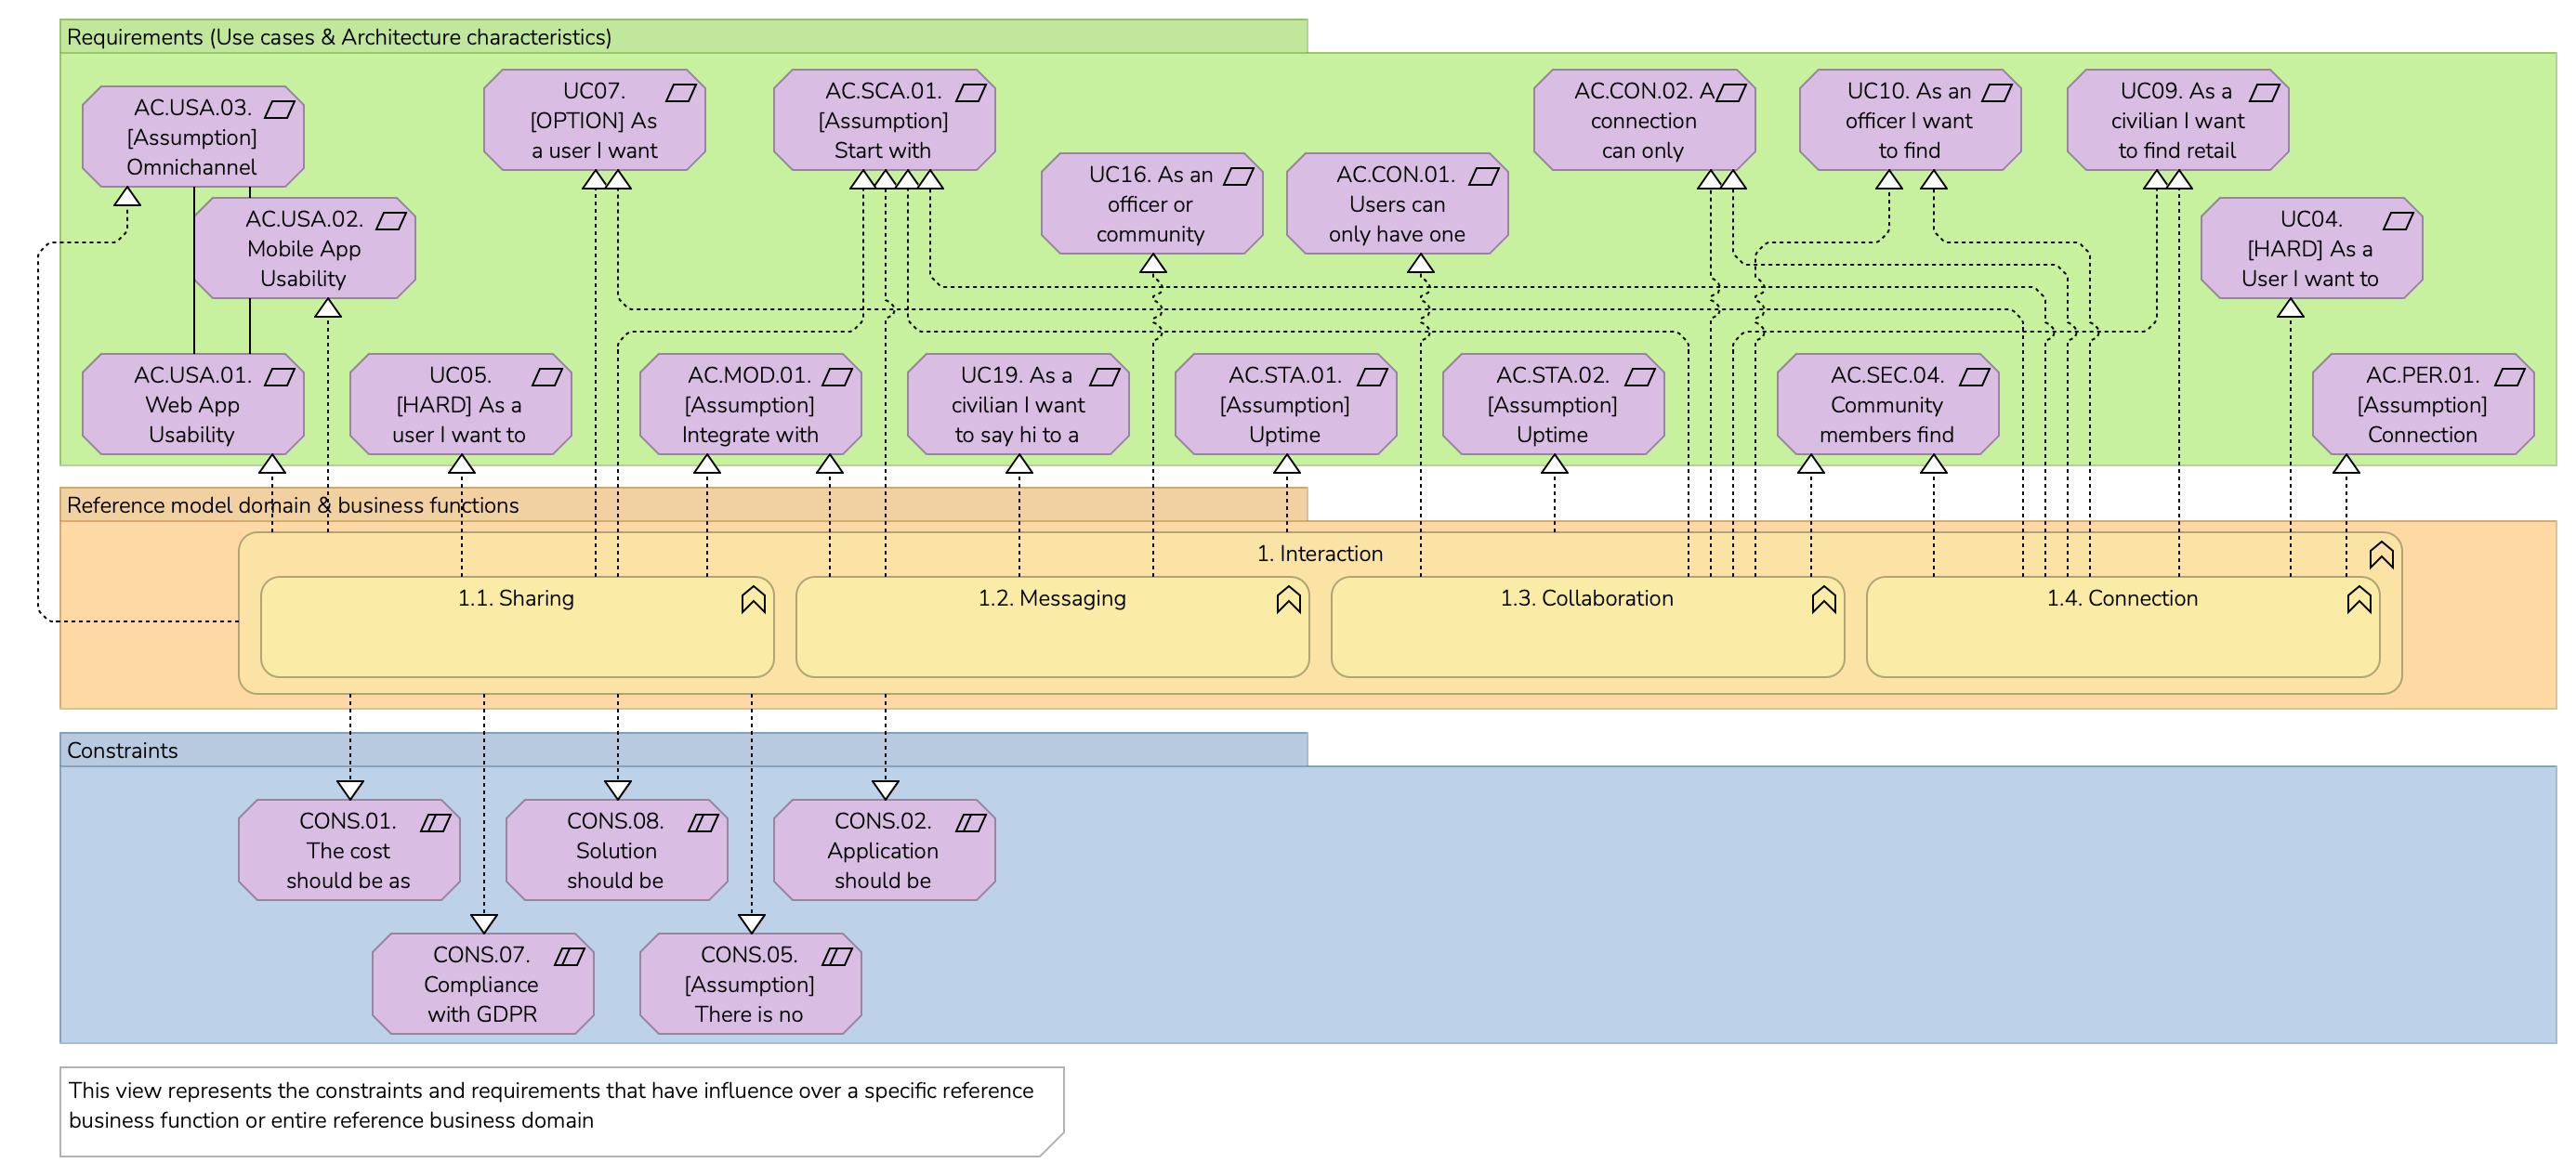 Requirements (Use cases & Architecture characteristics)
AC.USA.03.
[Assumption]
Omnichannel
UC07.
[OPTION] As
a user I want
AC.SCA.01.
[Assumption]
Start with
AC.CON.02. A
connection
can only
UC10. As an
officer I want
to find
UC09. As a
civilian I want
to find retail
UC16. As an
officer or
community
AC.CON.01.
Users can
only have one
AC.USA.02.
Mobile App
Usability
UC04.
[HARD] As a
User I want to
AC.USA.01.
Web App
Usability
UC05.
[HARD] As a
user I want to
AC.MOD.01.
[Assumption]
Integrate with
UC19. As a
civilian I want
to say hi to a
AC.STA.01.
[Assumption]
Uptime
AC.STA.02.
[Assumption]
Uptime
AC.SEC.04.
Community
members find
AC.PER.01.
[Assumption]
Connection
Reference model domain & business functions
1. Interaction
1.1. Sharing
1.2. Messaging
1.3. Collaboration
1.4. Connection
Constraints
CONS.01.
The cost
should be as
CONS.08.
Solution
should be
CONS.02.
Application
should be
CONS.07.
Compliance
with GDPR
CONS.05.
[Assumption]
There is no
This view represents the constraints and requirements that have influence over a specific reference
business function or entire reference business domain